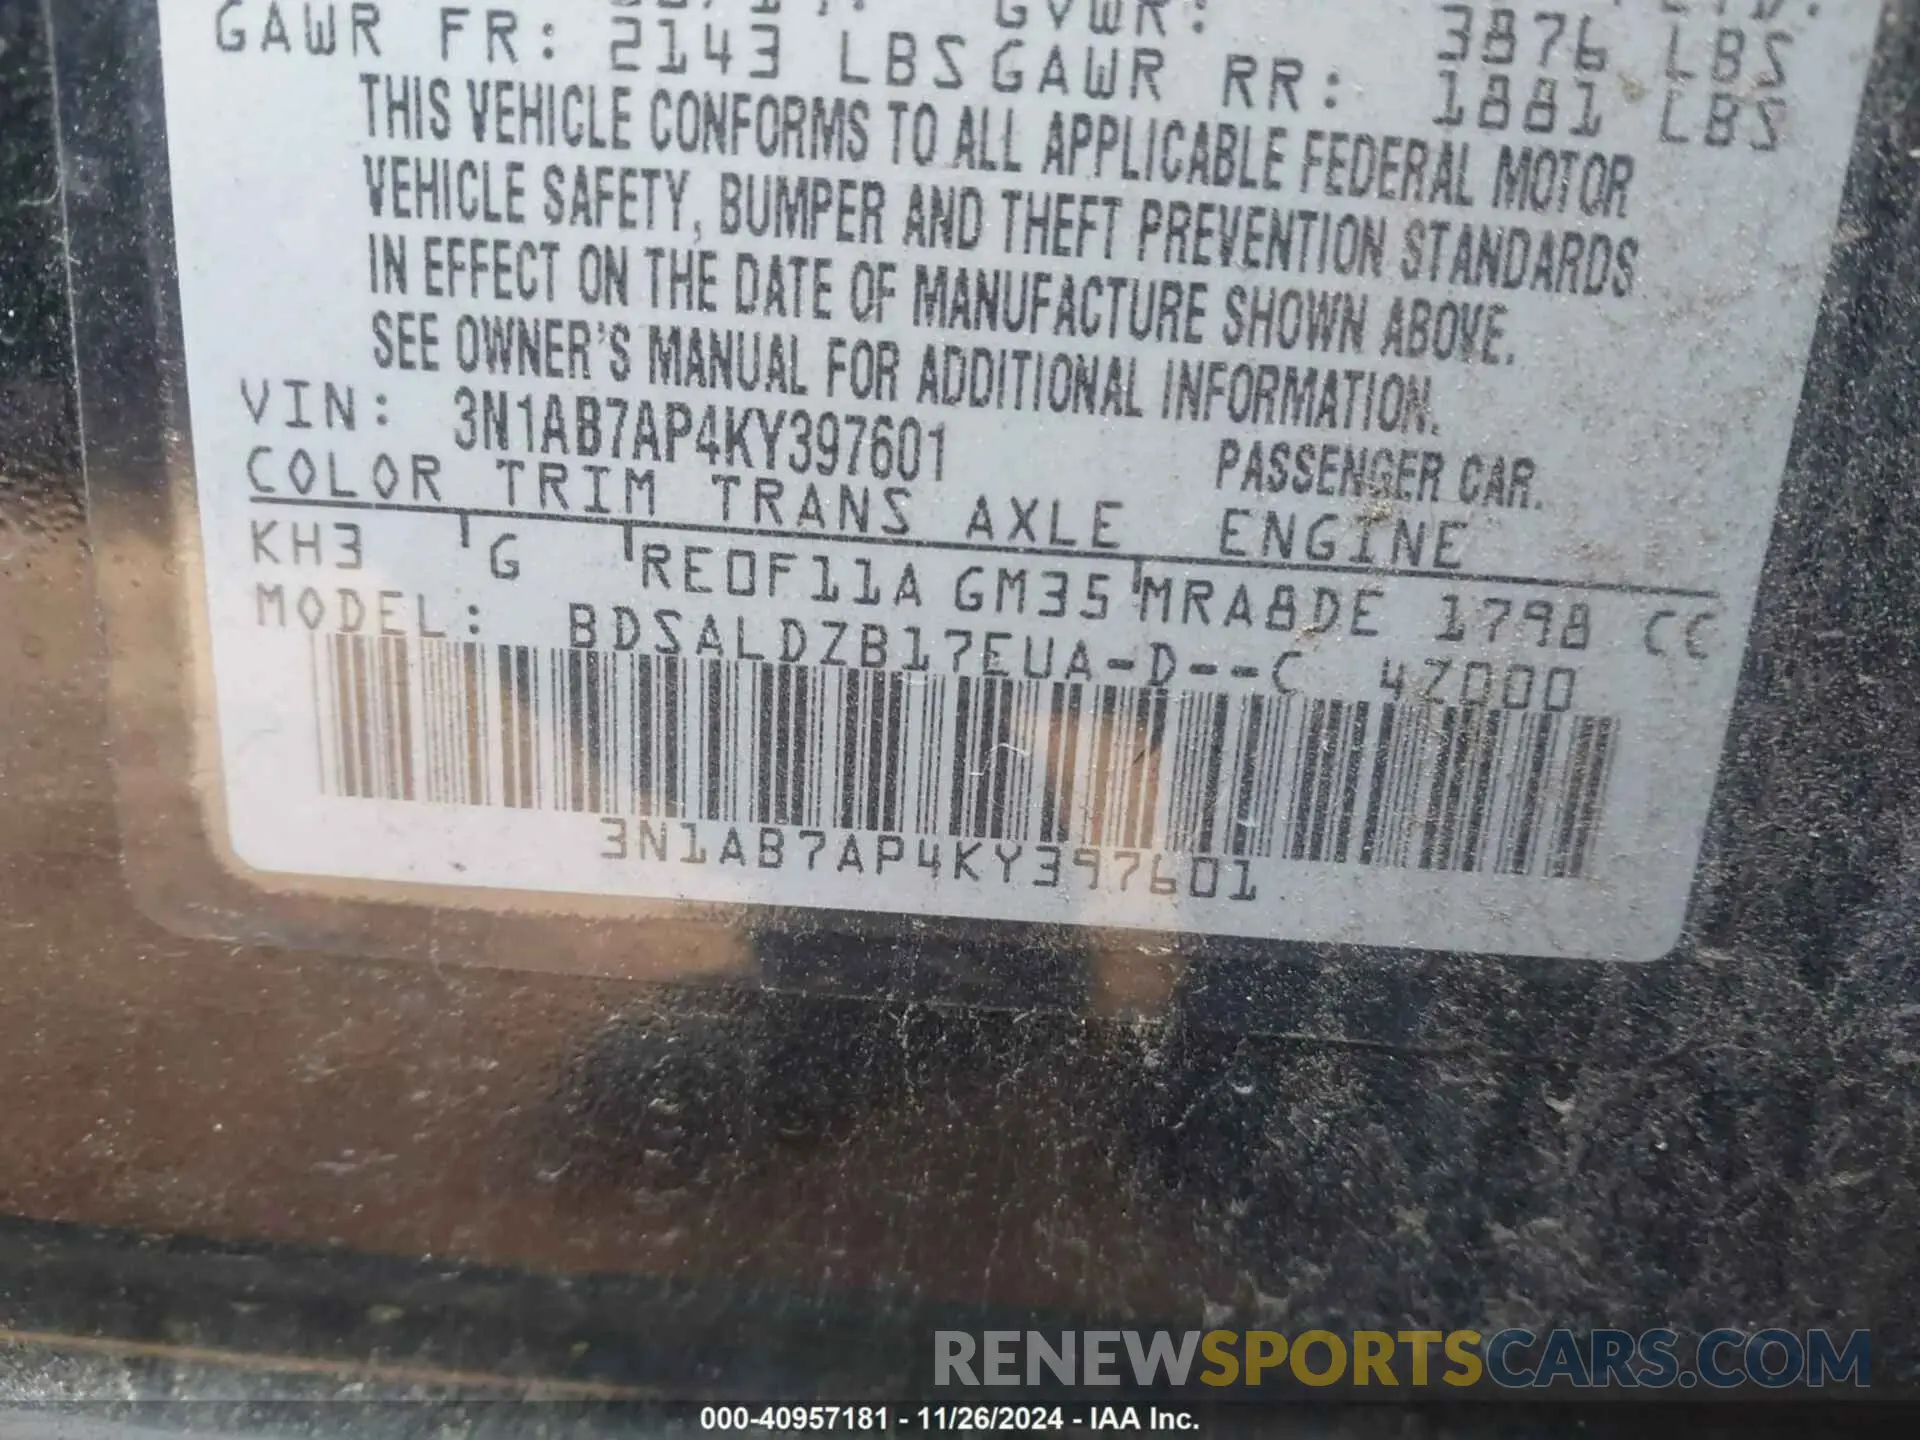 GVWR: 3876 LBS
GAWR FR: 2143 LBS GAWR RR: 1881 LBS
THIS VEHICLE CONFORMS TO ALL APPLICABLE FEDERAL MOTOR
VEHICLE SAFETY, BUMPER AND THEFT PREVENTION STANDARDS
IN EFFECT ON THE DATE OF MANUFACTURE SHOWN ABOVE.
SEE OWNER'S MANUAL FOR ADDITIONAL INFORMATION.
VIN: 3N1AB7AP4KY397601 PASSENGER CAR.
COLOR TRIM TRANS AXLE ENGINE
KH3 G RE0F11A GM35 MRA8DE 1798 CC
MODEL: BDSALDZB17EUA-D--C 4Z000
3N1AB7AP4KY397601
RENEWSPORTSCARS.COM
000-40957181 - 11/26/2024 - IAA Inc.